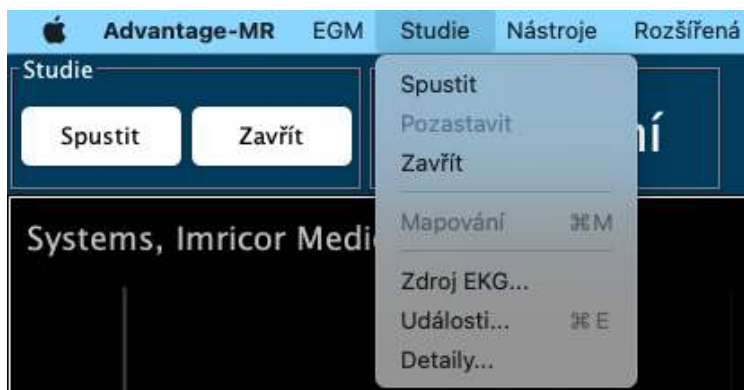 Advantage-MR EGM Studie Nástroje Rozšířená
Studie
Spustit Zavřít
Spustit
Pozastavit
Zavřít
Mapování ⌘M
Zdroj EKG...
Události... ⌘E
Detaily...
ní
Systems, Imricor Medi